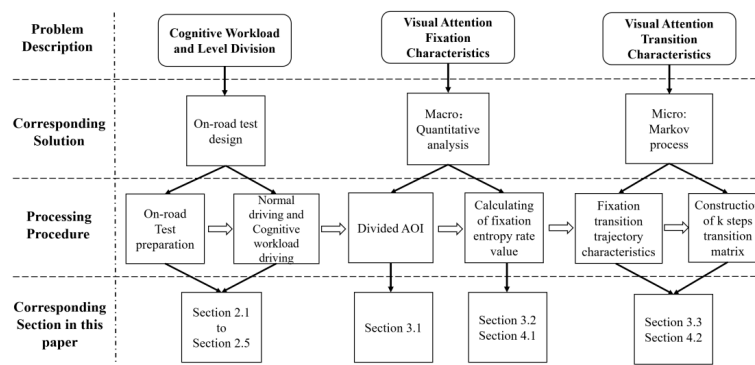 Problem
Description
Cognitive Workload
and Level Division
Visual Attention
Fixation
Characteristics
Visual Attention
Transition
Characteristics
Corresponding
Solution
On-road test
design
Macro：
Quantitative
analysis
Micro:
Markov
process
Processing
Procedure
On-road
Test
preparation
Normal
driving and
Cognitive
workload
driving
Divided AOI
Calculating
of fixation
entropy rate
value
Fixation
transition
trajectory
characteristics
Construction
of k steps
transition
matrix
Corresponding
Section in this
paper
Section 2.1
to
Section 2.5
Section 3.1
Section 3.2
Section 4.1
Section 3.3
Section 4.2